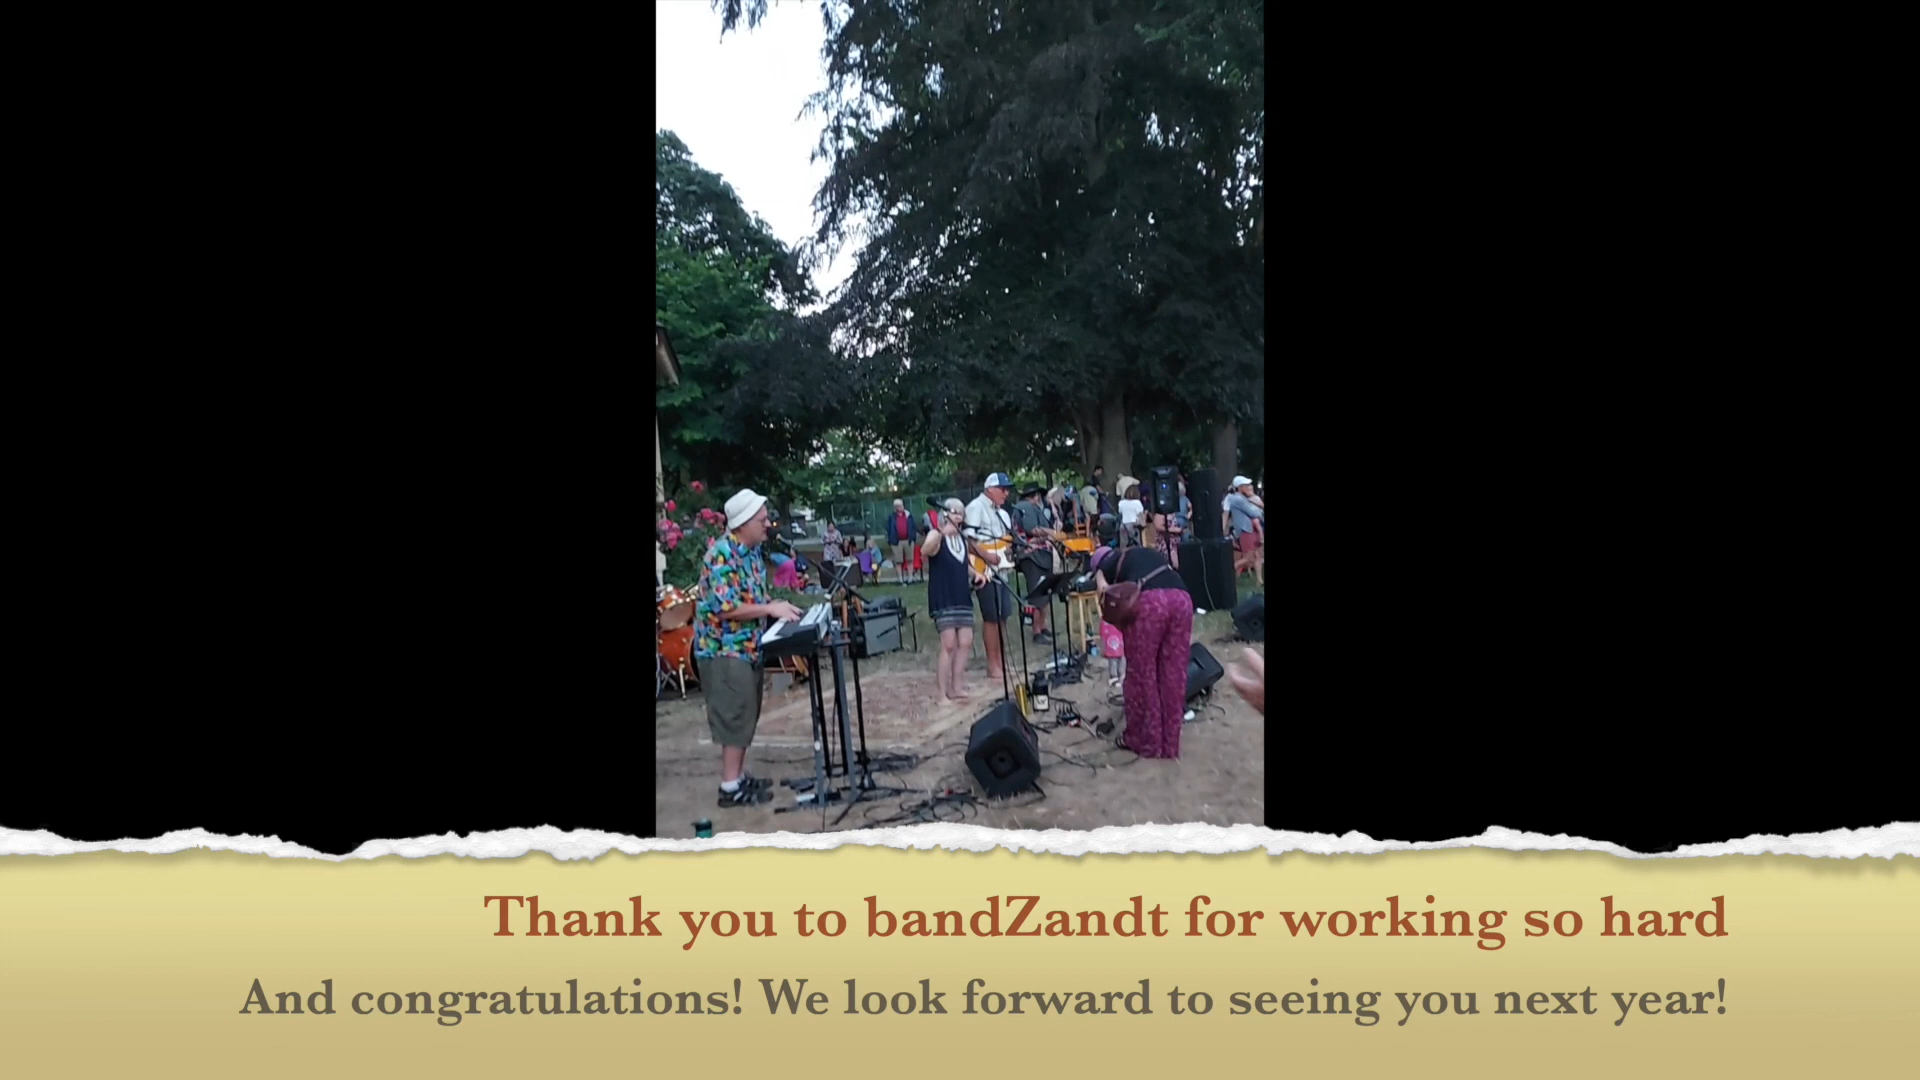 Thank you to bandZandt for working so hard
And congratulations! We look forward to seeing you next year!